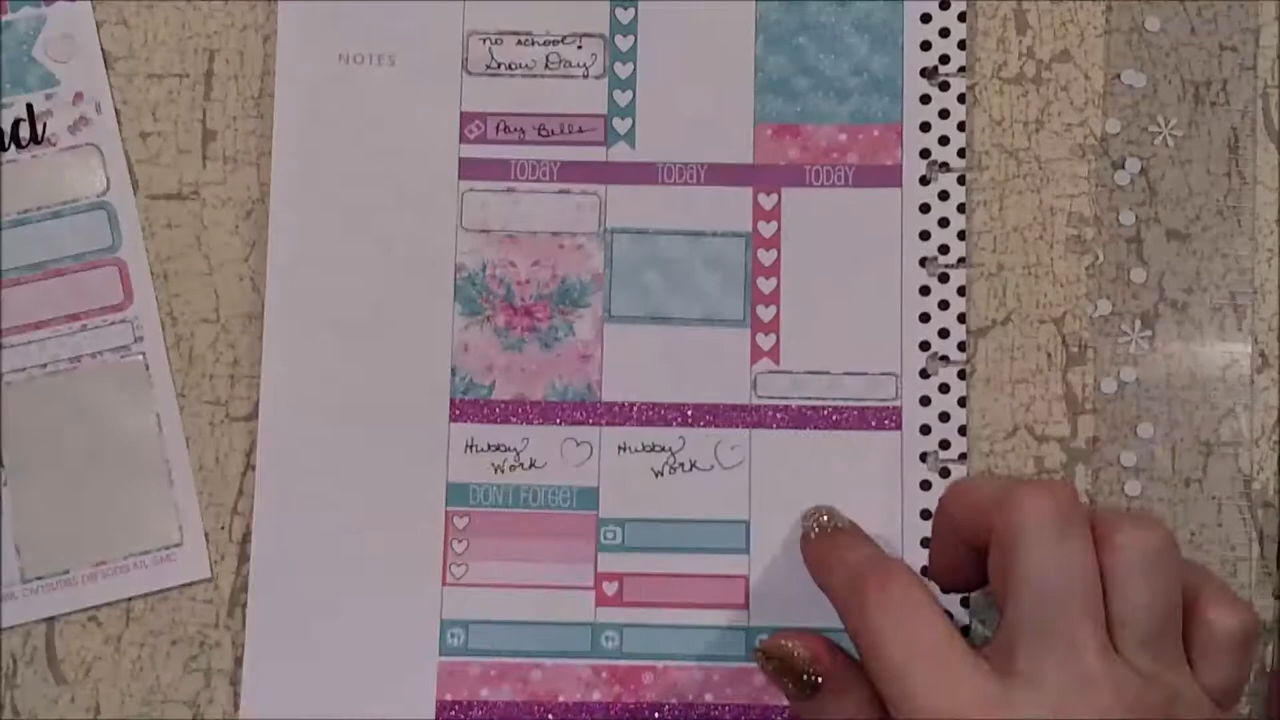 NOTES
no school!
Snow Day!
Pay Bills
TODAY
TODAY
TODAY
Hubby
Work
Hubby
Work
DON'T FORGET